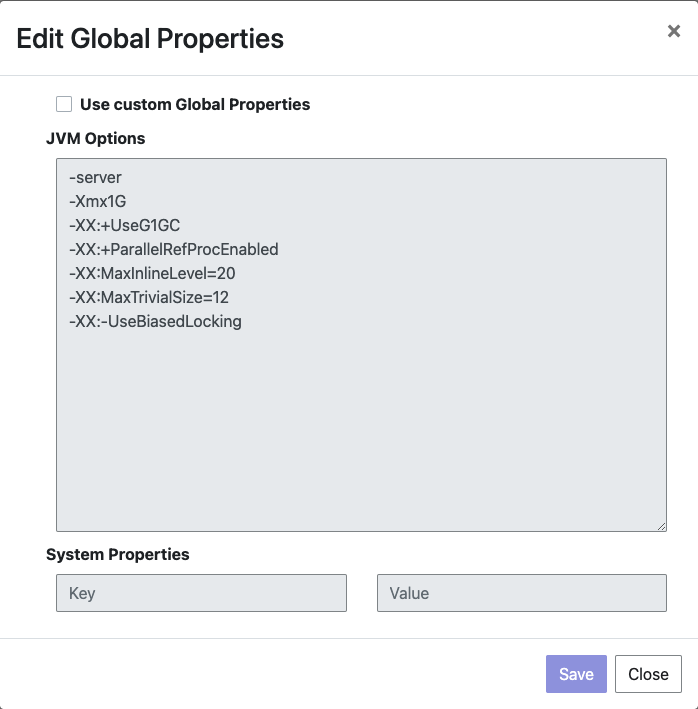 Edit Global Properties
×
Use custom Global Properties
JVM Options
-server
-Xmx1G
-XX:+UseG1GC
-XX:+ParallelRefProcEnabled
-XX:MaxInlineLevel=20
-XX:MaxTrivialSize=12
-XX:-UseBiasedLocking
System Properties
Key Value
Save Close